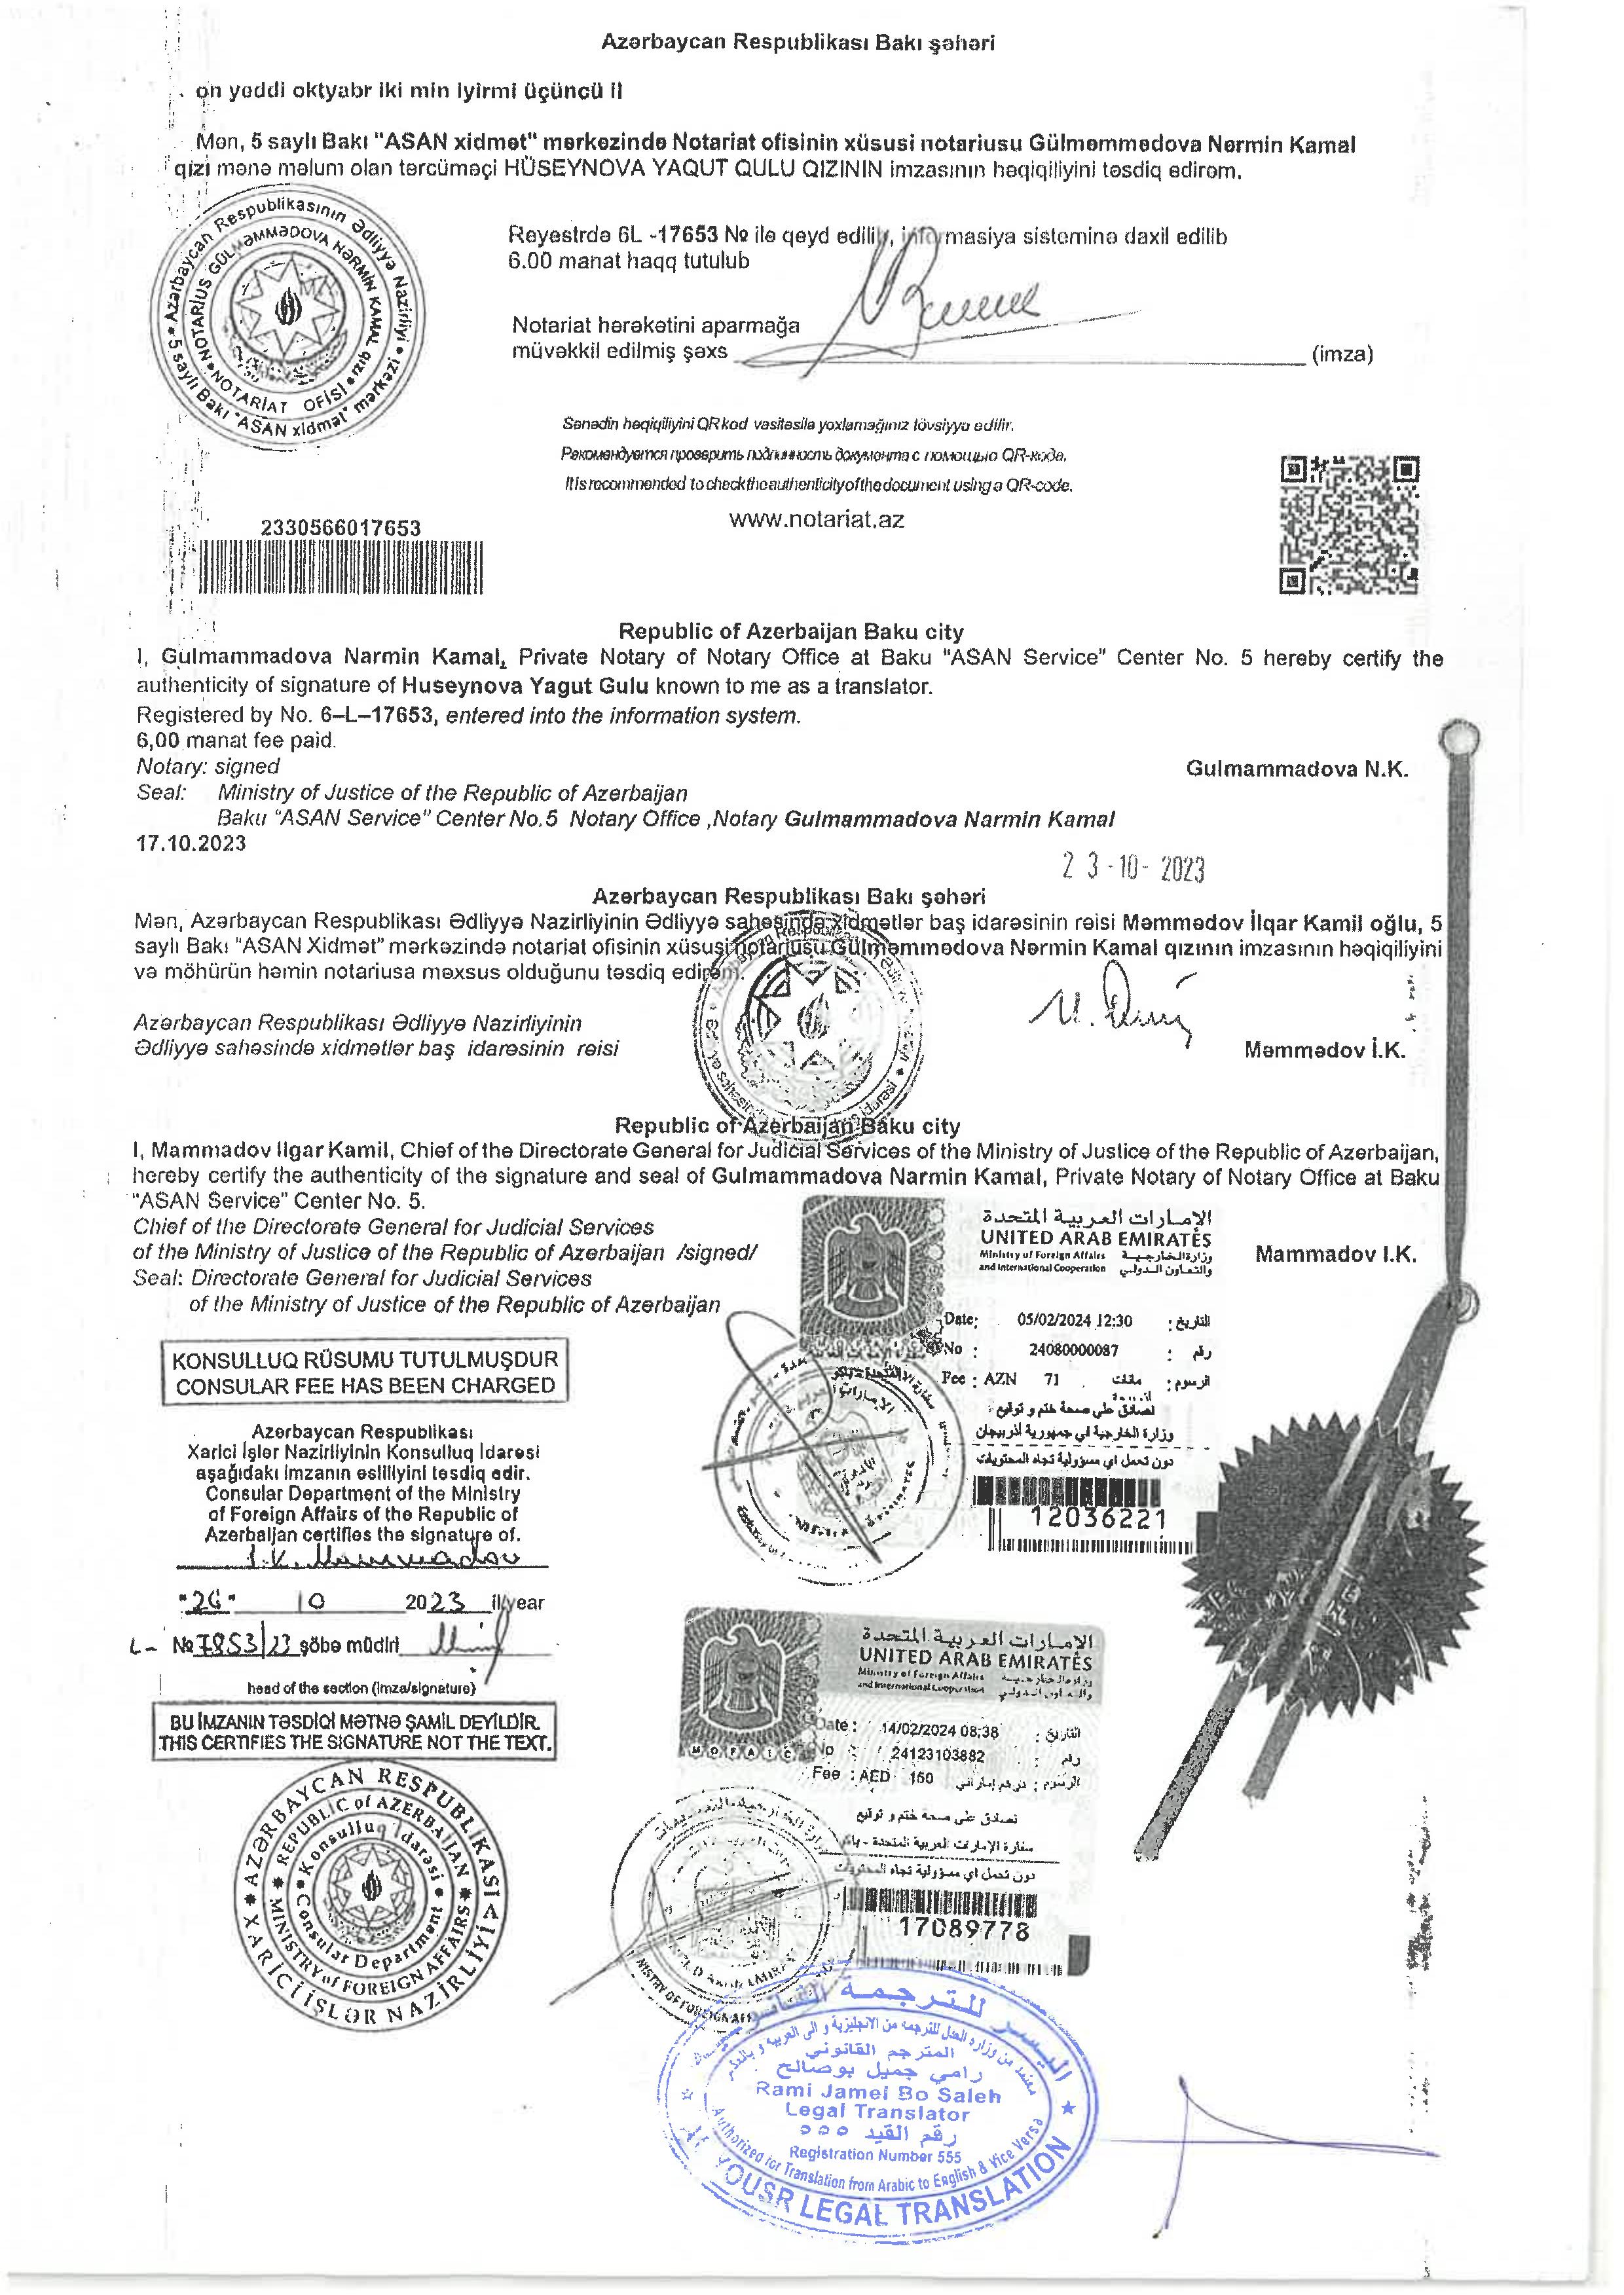 Azərbaycan Respublikası Bakı şəhəri
on yeddi oktyabr iki min iyirmi üçüncü il
Mən, 5 saylı Bakı "ASAN xidmət" mərkəzində Notariat ofisinin xüsusi notariusu Gülməmmədova Nərmin Kamal
qizi mənə məlum olan tərcüməçi HÜSEYNOVA YAQUT QULU QIZININ imzasının həqiqiliyini təsdiq edirəm.
Azərbaycan Respublikasının Ədliyyə Nazirliyi
5 saylı Bakı "ASAN xidmət" mərkəzi
NOTARIUS GÜLMƏMMƏDOVA NƏRMİN KAMAL qızı
NOTARİAT OFİSİ
Reyestrdə 6L -17653 № ilə qeyd edilib, informasiya sisteminə daxil edilib
6.00 manat haqq tutulub
Notariat hərəkətini aparmağa
müvəkkil edilmiş şəxs (imza)
Sənədin həqiqiliyini QR kod vasitəsilə yoxlamağınız tövsiyyə edilir.
Рекомендуется проверить подлинность документа с помощью QR-кода.
It is recommended to check the authenticity of the document using a QR-code.
www.notariat.az
2330566017653
Republic of Azerbaijan Baku city
I, Gulmammadova Narmin Kamal, Private Notary of Notary Office at Baku "ASAN Service" Center No. 5 hereby certify the
authenticity of signature of Huseynova Yagut Gulu known to me as a translator.
Registered by No. 6–L–17653, entered into the information system.
6,00 manat fee paid.
Notary: signed Gulmammadova N.K.
Seal: Ministry of Justice of the Republic of Azerbaijan
Baku "ASAN Service" Center No.5 Notary Office ,Notary Gulmammadova Narmin Kamal
17.10.2023
23-10-2023
Azərbaycan Respublikası Bakı şəhəri
Mən, Azərbaycan Respublikası Ədliyyə Nazirliyinin Ədliyyə sahəsində xidmətlər baş idarəsinin rəisi Məmmədov İlqar Kamil oğlu, 5
saylı Bakı "ASAN Xidmət" mərkəzində notariat ofisinin xüsusi notariusu Gülməmmədova Nərmin Kamal qızının imzasının həqiqiliyini
və möhürün həmin notariusa məxsus olduğunu təsdiq edirəm.
Azərbaycan Respublikası Ədliyyə Nazirliyinin
Ədliyyə sahəsində xidmətlər baş idarəsinin rəisi
Məmmədov İ.K.
Republic of Azerbaijan Baku city
I, Mammadov Ilgar Kamil, Chief of the Directorate General for Judicial Services of the Ministry of Justice of the Republic of Azerbaijan,
hereby certify the authenticity of the signature and seal of Gulmammadova Narmin Kamal, Private Notary of Notary Office at Baku
"ASAN Service" Center No. 5.
Chief of the Directorate General for Judicial Services
of the Ministry of Justice of the Republic of Azerbaijan /signed/ Mammadov I.K.
Seal: Directorate General for Judicial Services
of the Ministry of Justice of the Republic of Azerbaijan
الإمارات العربية المتحدة
UNITED ARAB EMIRATES
Ministry of Foreign Affairs وزارة الخارجية
and International Cooperation والتعاون الدولي
Date: 05/02/2024 12:30 التاريخ :
No : 24080000087 رقم :
Fee : AZN 71 مانات الرسوم :
نصادق على صحة ختم و توقيع :
وزارة الخارجية في جمهورية أذربيجان
دون تحمل اي مسؤولية تجاه المحتويات
12036221
KONSULLUQ RÜSUMU TUTULMUŞDUR
CONSULAR FEE HAS BEEN CHARGED
Azərbaycan Respublikası
Xarici İşlər Nazirliyinin Konsulluq İdarəsi
aşağıdakı imzanın əsilliyini təsdiq edir.
Consular Department of the Ministry
of Foreign Affairs of the Republic of
Azerbaijan certifies the signature of.
I.K. Mammadov
"26" 10 2023 il/year
L- № 7853/23 şöbə müdiri
head of the section (imza/signature)
BU İMZANIN TƏSDİQİ MƏTNƏ ŞAMİL DEYİLDİR.
THIS CERTIFIES THE SIGNATURE NOT THE TEXT.
AZƏRBAYCAN RESPUBLİKASI
XARİCİ İŞLƏR NAZİRLİYİ
REPUBLIC of AZERBAIJAN
MINISTRY of FOREIGN AFFAIRS
Konsulluq İdarəsi
Consular Department
الإمارات العربية المتحدة
UNITED ARAB EMIRATES
Ministry of Foreign Affairs وزارة الخارجية
and International Cooperation والتعاون الدولي
MOFAIC
Date : 14/02/2024 08:38 التاريخ :
No : 24123103882 رقم :
Fee : AED 150 درهم إماراتي الرسوم :
نصادق على صحة ختم و توقيع
سفارة الإمارات العربية المتحدة - باكو
دون تحمل اي مسؤولية تجاه المحتويات
17089778
اليسر للترجمة القانونية
المترجم القانوني
رامي جميل بوصالح
Rami Jamel Bo Saleh
Legal Translator
رقم القيد ٥٥٥
Registration Number 555
Authorized for Translation from Arabic to English & Vice Versa
AL YOUSR LEGAL TRANSLATION